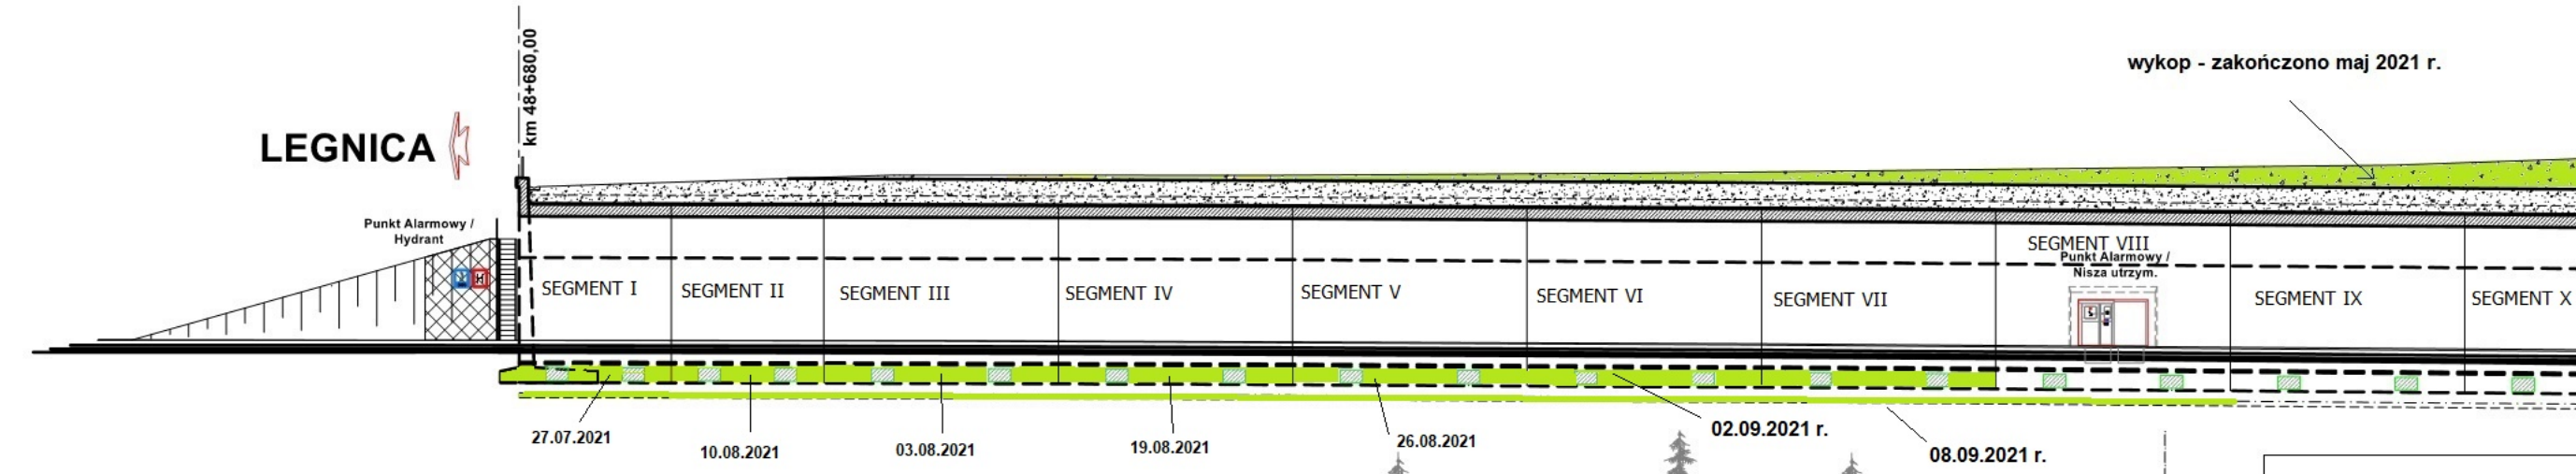 km 48+680,00
wykop - zakończono maj 2021 r.
LEGNICA
Punkt Alarmowy /
Hydrant
H
SEGMENT I
SEGMENT II
SEGMENT III
SEGMENT IV
SEGMENT V
SEGMENT VI
SEGMENT VII
SEGMENT VIII
Punkt Alarmowy /
Nisza utrzym.
SEGMENT IX
SEGMENT X
27.07.2021
10.08.2021
03.08.2021
19.08.2021
26.08.2021
02.09.2021 r.
08.09.2021 r.